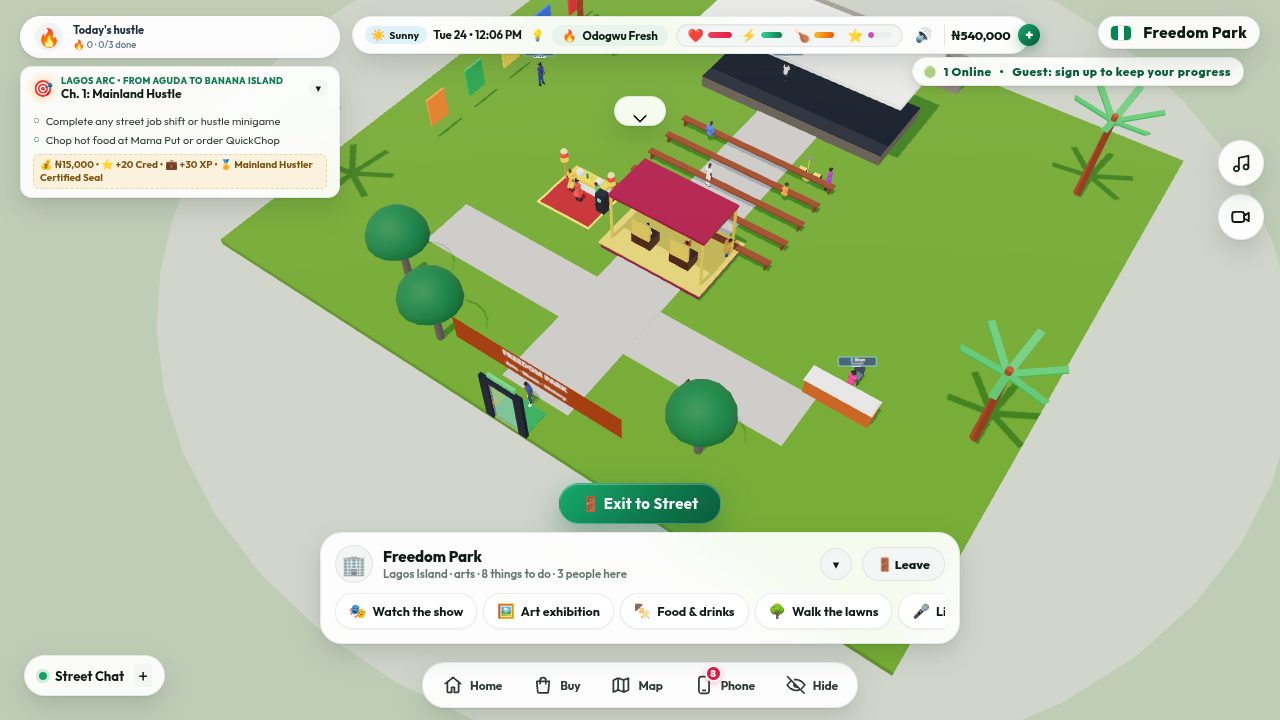 Today's hustle
🔥 0 · 0/3 done
☀️ Sunny
Tue 24 • 12:06 PM
Odogwu Fresh
₦540,000
+
Freedom Park
1 Online • Guest: sign up to keep your progress
LAGOS ARC • FROM AGUDA TO BANANA ISLAND
Ch. 1: Mainland Hustle
Complete any street job shift or hustle minigame
Chop hot food at Mama Put or order QuickChop
💰 ₦15,000 • ⭐ +20 Cred • 💼 +30 XP • 🏅 Mainland Hustler
Certified Seal
🚪 Exit to Street
Freedom Park
Lagos Island · arts · 8 things to do · 3 people here
🚪 Leave
🎭 Watch the show
🖼️ Art exhibition
🍢 Food & drinks
🌳 Walk the lawns
🎤 Li
Street Chat +
Home
Buy
Map
8
Phone
Hide